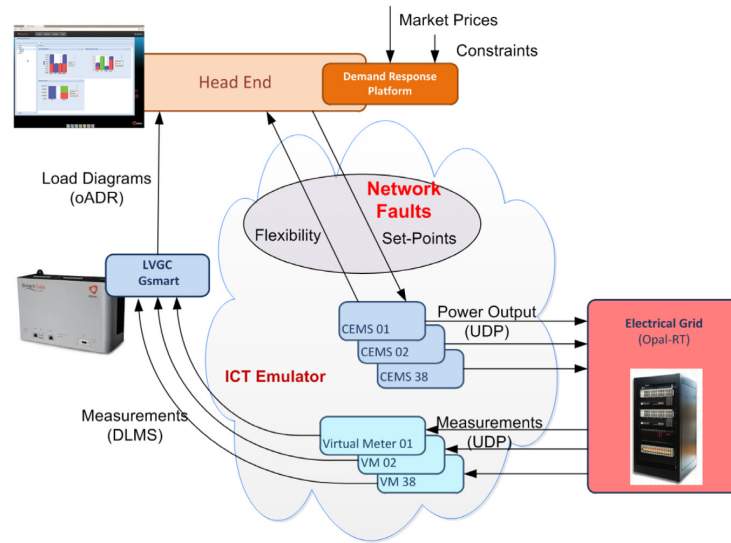 Market Prices
Constraints
Head End
Demand Response
Platform
Load Diagrams
(oADR)
Network
Faults
Flexibility
Set-Points
LVGC
Gsmart
CEMS 01
CEMS 02
CEMS 38
Power Output
(UDP)
Electrical Grid
(Opal-RT)
ICT Emulator
Measurements
(DLMS)
Measurements
(UDP)
Virtual Meter 01
VM 02
VM 38